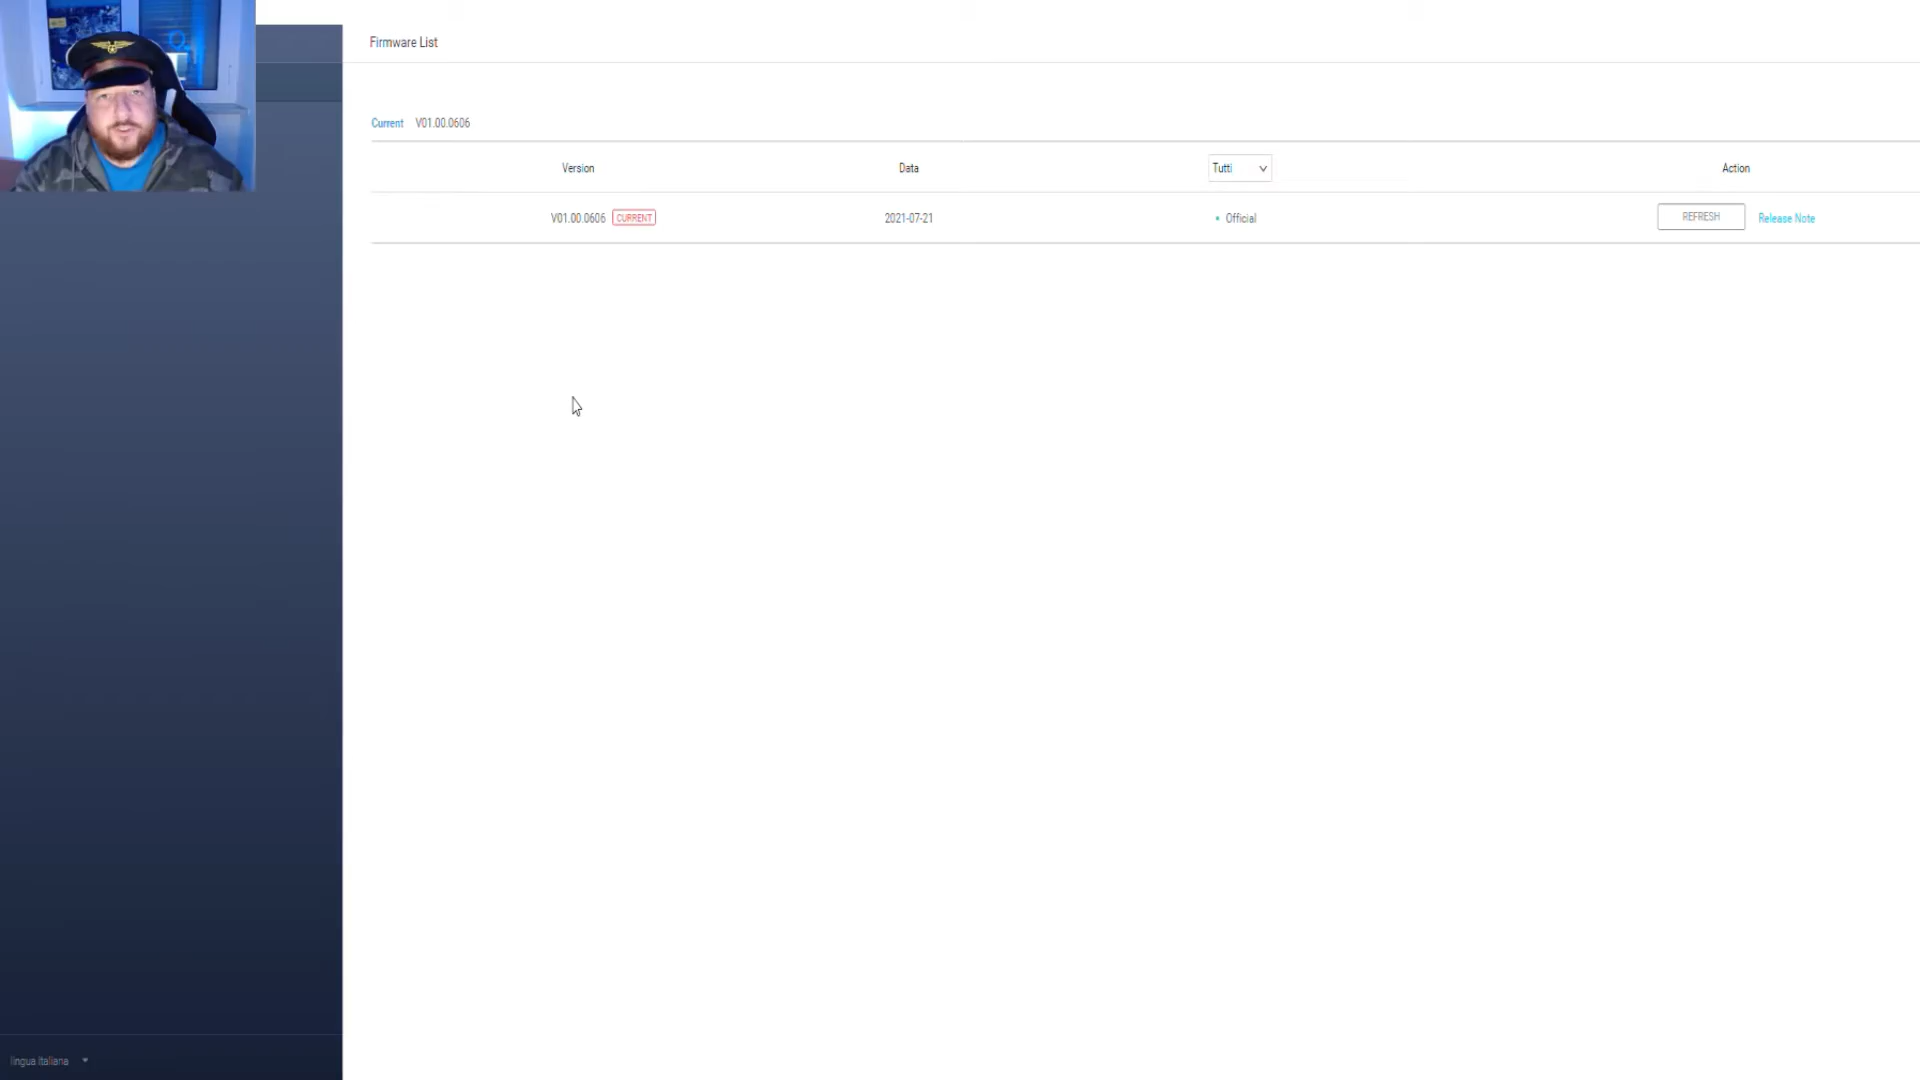 Firmware List
Current V01.00.0606
Version Data Tutti Action
V01.00.0606 CURRENT 2021-07-21 Official REFRESH Release Note
lingua italiana